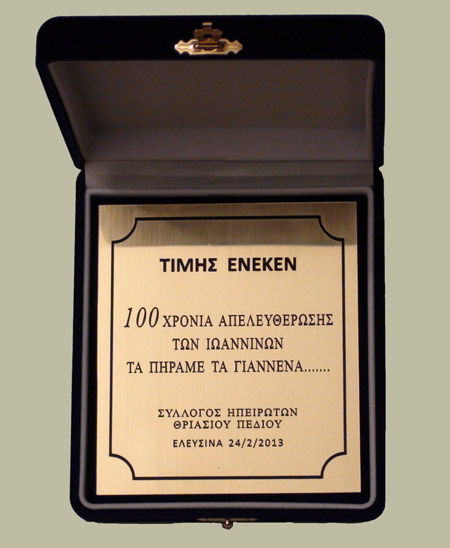 ΤΙΜΗΣ ΕΝΕΚΕΝ
100 ΧΡΟΝΙΑ ΑΠΕΛΕΥΘΕΡΩΣΗΣ
ΤΩΝ ΙΩΑΝΝΙΝΩΝ
ΤΑ ΠΗΡΑΜΕ ΤΑ ΓΙΑΝΝΕΝΑ.......
ΣΥΛΛΟΓΟΣ ΗΠΕΙΡΩΤΩΝ
ΘΡΙΑΣΙΟΥ ΠΕΔΙΟΥ
ΕΛΕΥΣΙΝΑ 24/2/2013